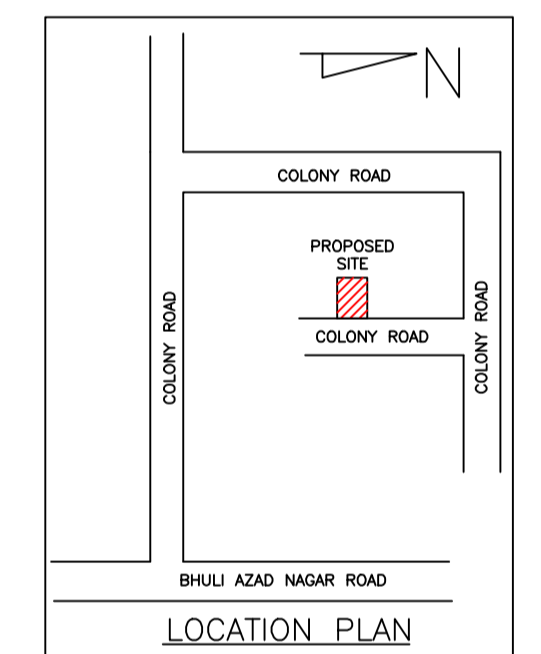 N
COLONY ROAD
PROPOSED
SITE
COLONY ROAD
COLONY ROAD
COLONY ROAD
BHULI AZAD NAGAR ROAD
LOCATION PLAN